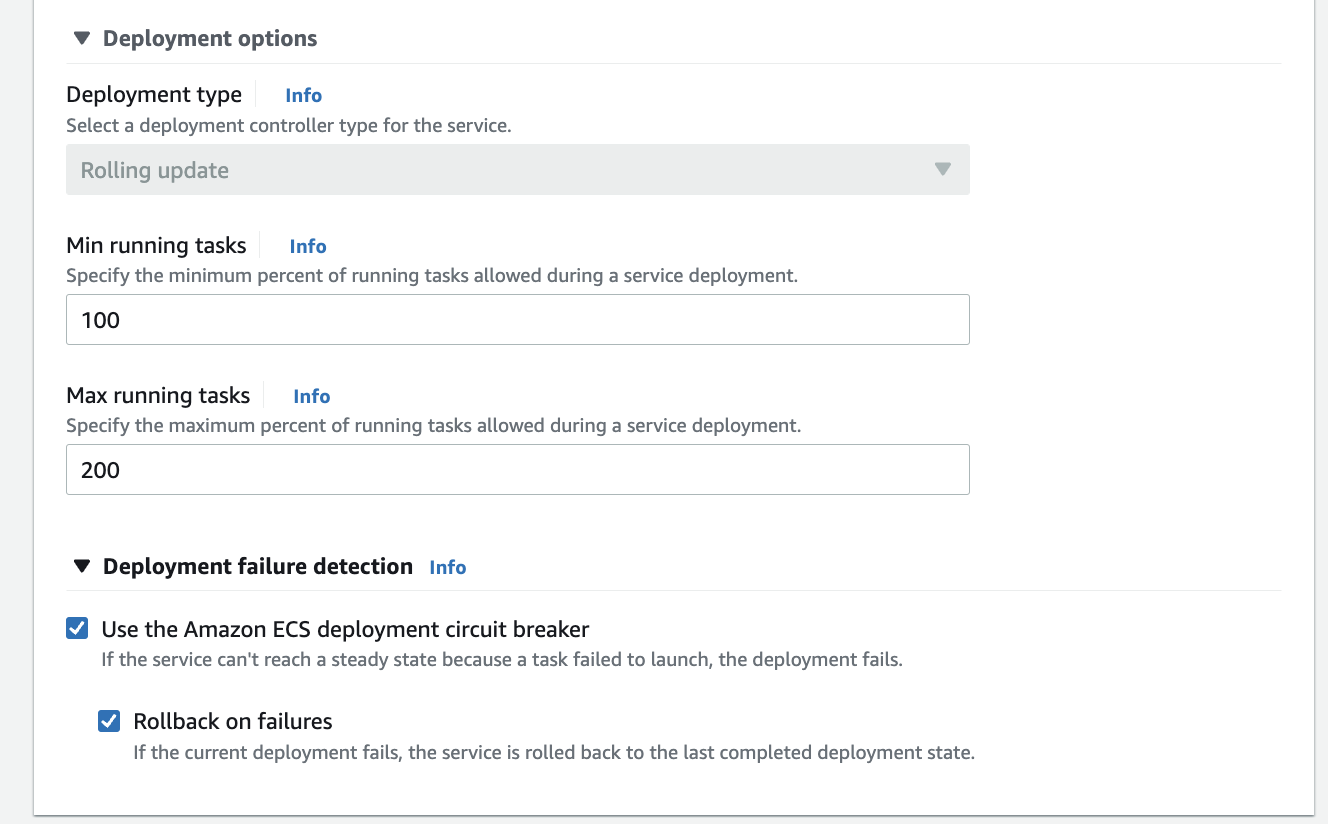 Deployment options
Deployment type Info
Select a deployment controller type for the service.
Rolling update
Min running tasks Info
Specify the minimum percent of running tasks allowed during a service deployment.
100
Max running tasks Info
Specify the maximum percent of running tasks allowed during a service deployment.
200
Deployment failure detection Info
Use the Amazon ECS deployment circuit breaker
If the service can't reach a steady state because a task failed to launch, the deployment fails.
Rollback on failures
If the current deployment fails, the service is rolled back to the last completed deployment state.